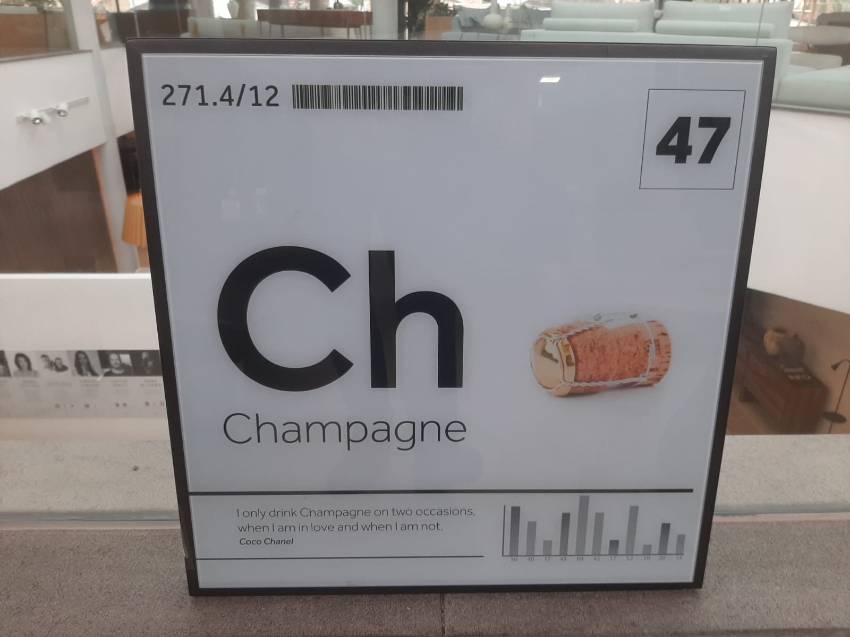 271.4/12
47
Ch
Champagne
I only drink Champagne on two occasions,
when I am in love and when I am not.
Coco Chanel